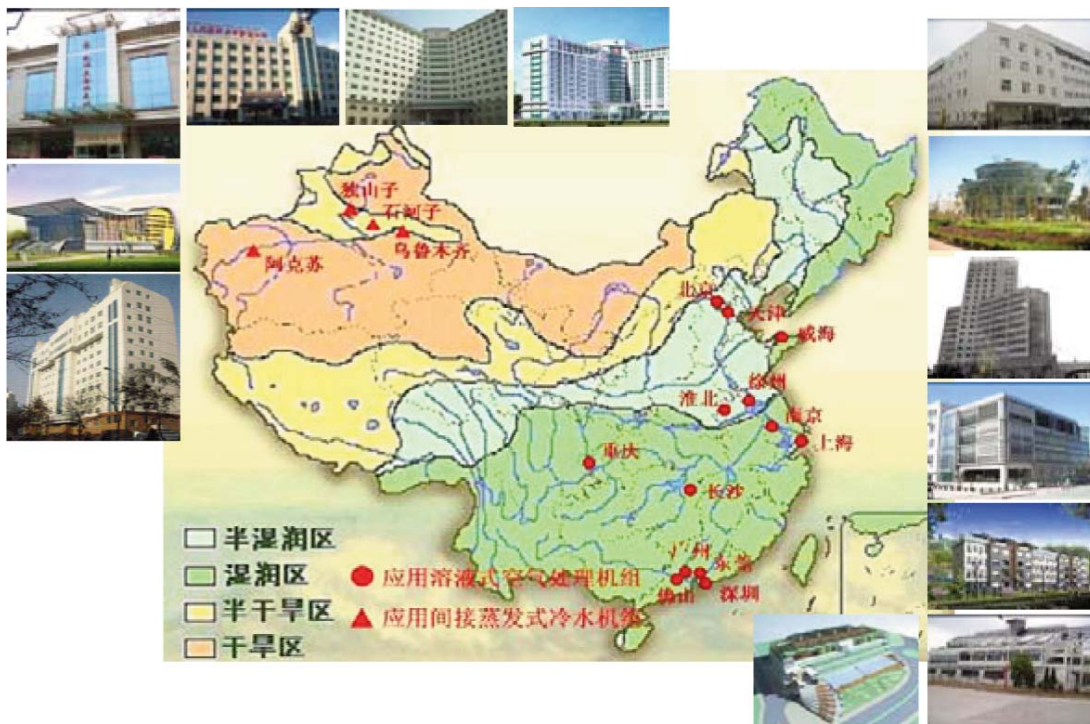 独山子
石河子
乌鲁木齐
阿克苏
北京
天津
威海
徐州
淮北
南京
上海
重庆
长沙
广州
东莞
佛山
深圳
半湿润区
湿润区
半干旱区
干旱区
应用溶液式空气处理机组
应用间接蒸发式冷水机组